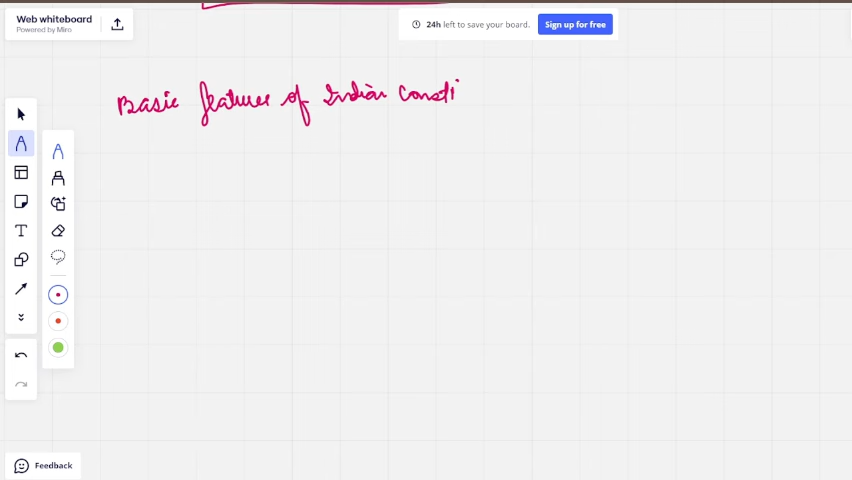 Web whiteboard
Powered by Miro
24h left to save your board.
Sign up for free
Basic feature of Indian consti
T
Feedback